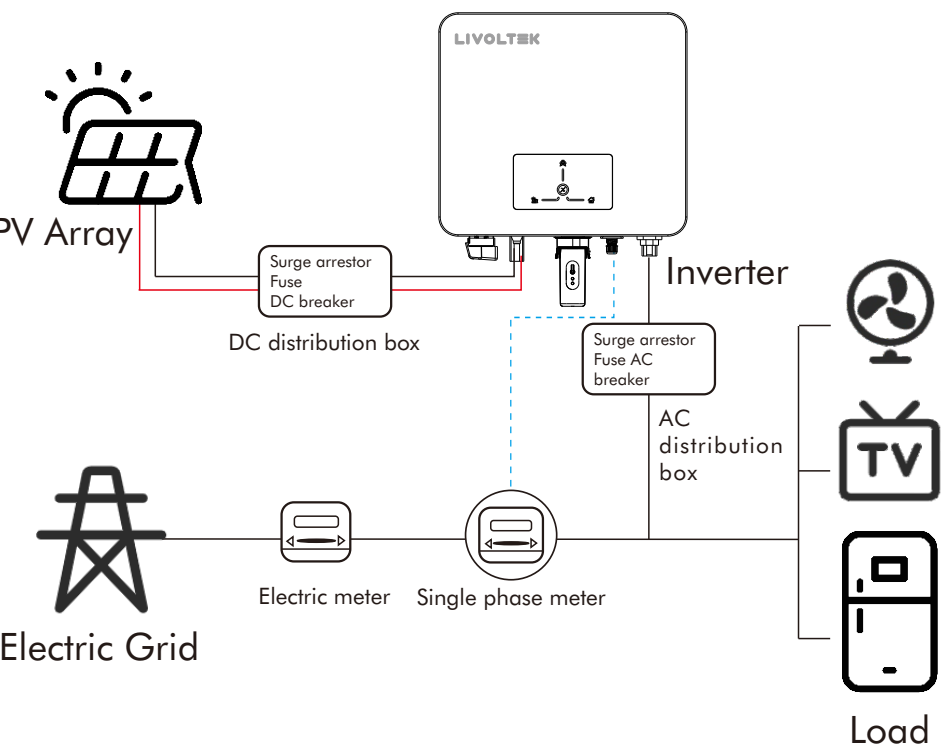 LIVOLTEK
PV Array
Surge arrestor
Fuse
DC breaker
DC distribution box
Inverter
Surge arrestor
Fuse AC
breaker
AC
distribution
box
TV
Electric meter
Single phase meter
Electric Grid
Load